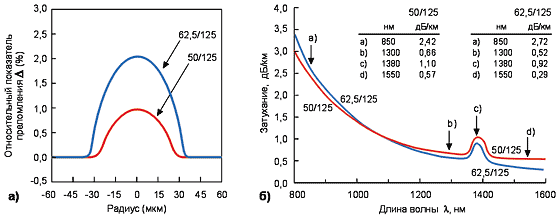 Относительный показатель
преломления Δ (%)
3,5
3,0
2,5
2,0
1,5
1,0
0,5
0,0
62,5/125
50/125
-60 -45 -30 -15 0 15 30 45 60
а) Радиус (мкм)
Затухание, дБ/км
4,0
3,5
3,0
2,5
2,0
1,5
1,0
0,5
0,0
a)
50/125 62,5/125
нм дБ/км нм дБ/км
a) 850 2,42 a) 850 2,72
b) 1300 0,66 b) 1300 0,52
c) 1380 1,10 c) 1380 0,92
d) 1550 0,57 d) 1550 0,28
62,5/125
50/125
b) c) d)
50/125
62,5/125
800 1000 1200 1400 1600
б) Длина волны λ, нм